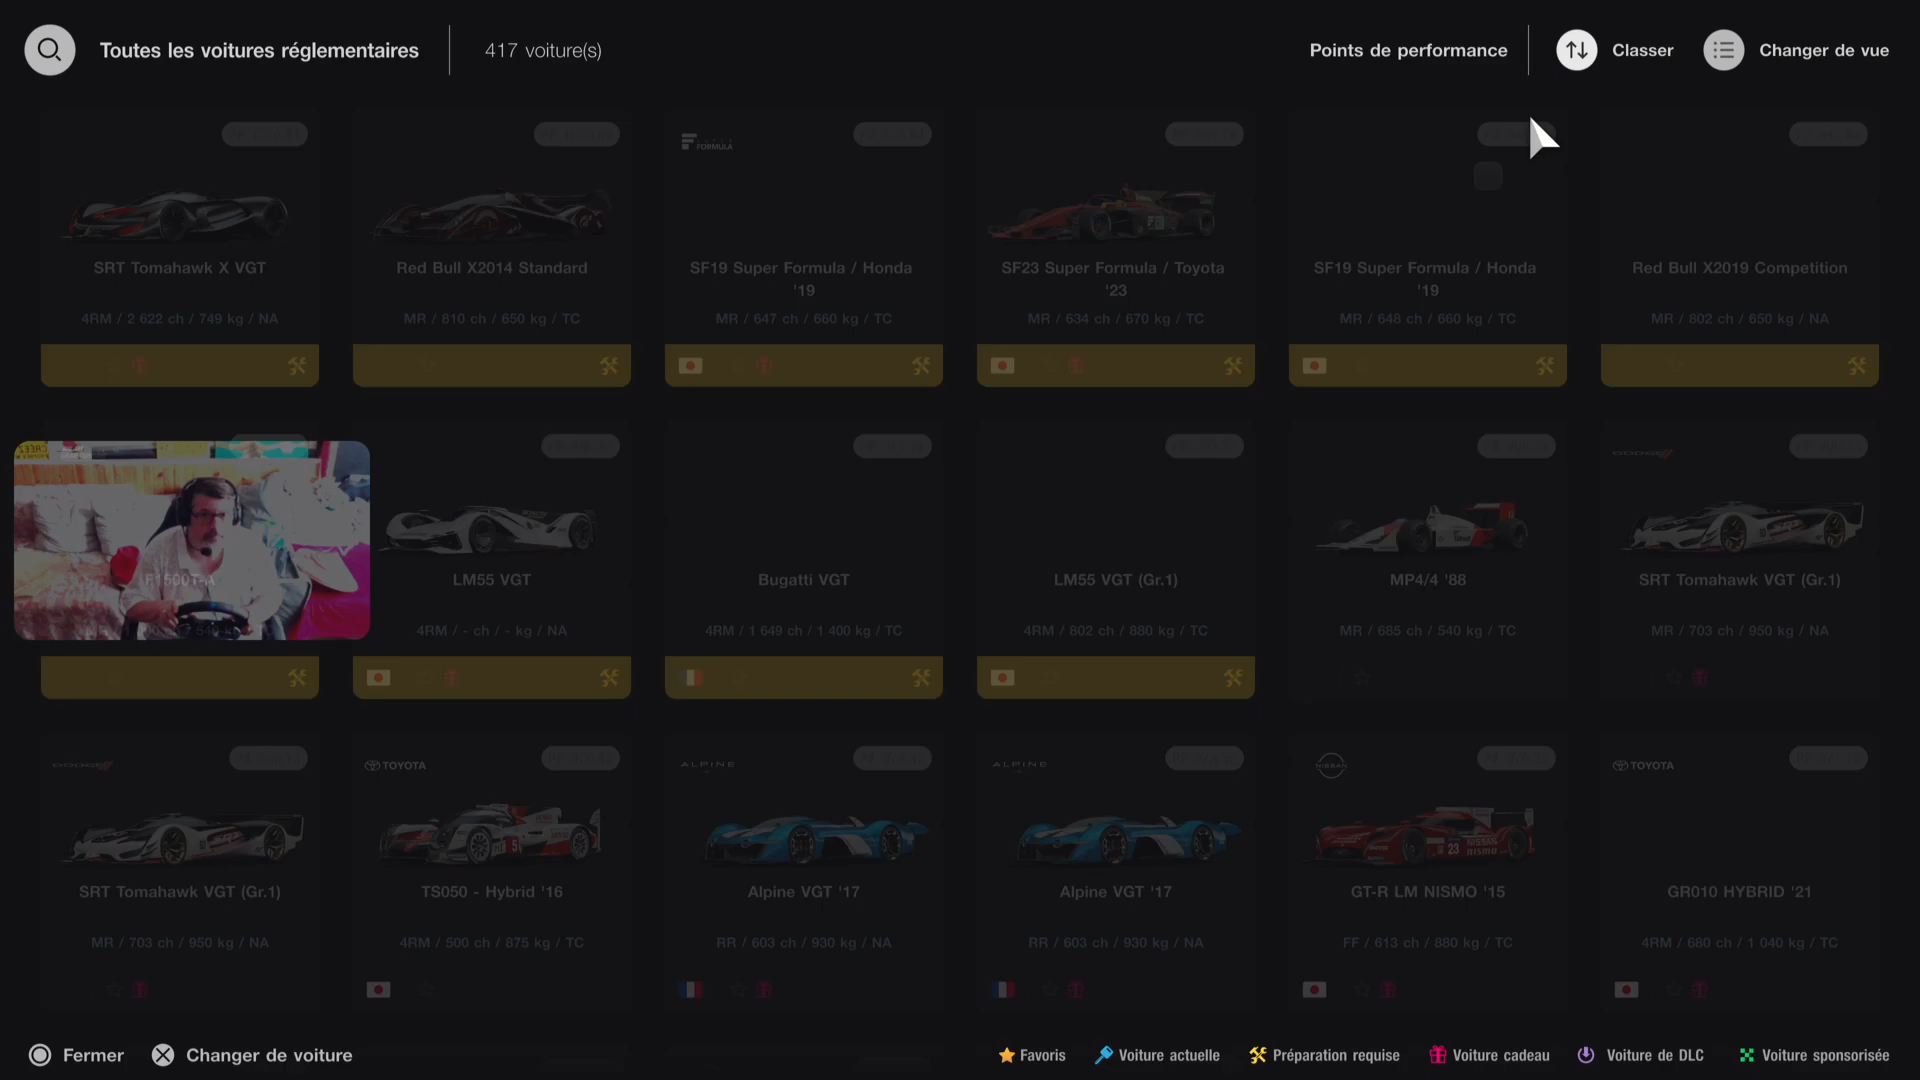 Toutes les voitures réglementaires
417 voiture(s)
Points de performance
Classer
Changer de vue
FORMULA
SRT Tomahawk X VGT
Red Bull X2014 Standard
SF19 Super Formula / Honda
'19
SF23 Super Formula / Toyota
'23
SF19 Super Formula / Honda
'19
Red Bull X2019 Competition
4RM / 2 622 ch / 749 kg / NA
MR / 810 ch / 650 kg / TC
MR / 647 ch / 660 kg / TC
MR / 634 ch / 670 kg / TC
MR / 648 ch / 660 kg / TC
MR / 802 ch / 650 kg / NA
DODGE
F1500T-A
LM55 VGT
Bugatti VGT
LM55 VGT (Gr.1)
MP4/4 '88
SRT Tomahawk VGT (Gr.1)
4RM / - ch / - kg / NA
4RM / 1 649 ch / 1 400 kg / TC
4RM / 802 ch / 880 kg / TC
MR / 685 ch / 540 kg / TC
MR / 703 ch / 950 kg / NA
DODGE
TOYOTA
ALPINE
ALPINE
NISSAN
TOYOTA
SRT Tomahawk VGT (Gr.1)
TS050 - Hybrid '16
Alpine VGT '17
Alpine VGT '17
GT-R LM NISMO '15
GR010 HYBRID '21
MR / 703 ch / 950 kg / NA
4RM / 500 ch / 875 kg / TC
RR / 603 ch / 930 kg / NA
RR / 603 ch / 930 kg / NA
FF / 613 ch / 880 kg / TC
4RM / 680 ch / 1 040 kg / TC
Fermer
Changer de voiture
Favoris
Voiture actuelle
Préparation requise
Voiture cadeau
Voiture de DLC
Voiture sponsorisée